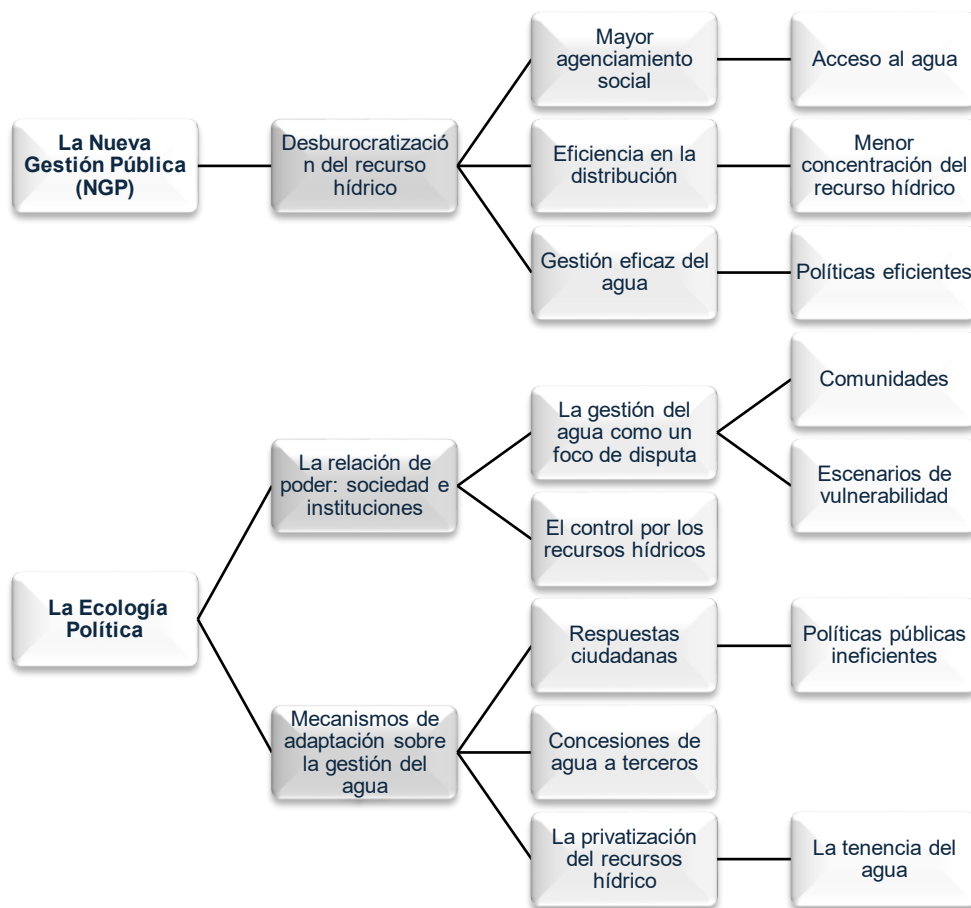 La Nueva
Gestión Pública
(NGP)
Desburocratizació
n del recurso
hídrico
Mayor
agenciamiento
social
Acceso al agua
Eficiencia en la
distribución
Menor
concentración del
recurso hídrico
Gestión eficaz del
agua
Políticas eficientes
La Ecología
Política
La relación de
poder: sociedad e
instituciones
La gestión del
agua como un
foco de disputa
Comunidades
Escenarios de
vulnerabilidad
El control por los
recursos hídricos
Mecanismos de
adaptación sobre
la gestión del
agua
Respuestas
ciudadanas
Políticas públicas
ineficientes
Concesiones de
agua a terceros
La privatización
del recursos
hídrico
La tenencia del
agua